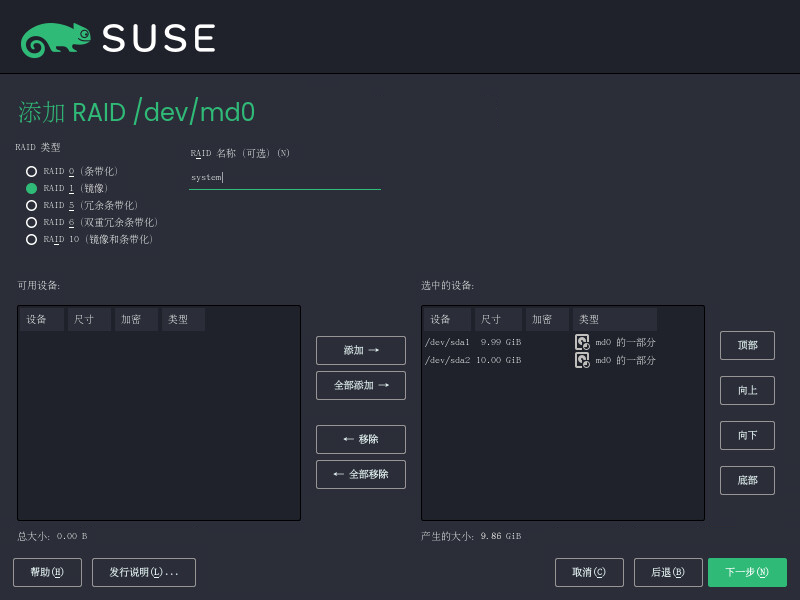 SUSE
添加 RAID /dev/md0
RAID 类型
RAID 名称 (可选) (N)
RAID 0 (条带化)
system
RAID 1 (镜像)
RAID 5 (冗余条带化)
RAID 6 (双重冗余条带化)
RAID 10 (镜像和条带化)
可用设备:
选中的设备:
设备 尺寸 加密 类型
设备 尺寸 加密 类型
/dev/sda1 9.99 GiB md0 的一部分
/dev/sda2 10.00 GiB md0 的一部分
添加 →
全部添加 →
← 移除
← 全部移除
顶部
向上
向下
底部
总大小: 0.00 B
产生的大小: 9.86 GiB
帮助(H)
发行说明(L)...
取消(C)
后退(B)
下一步(N)